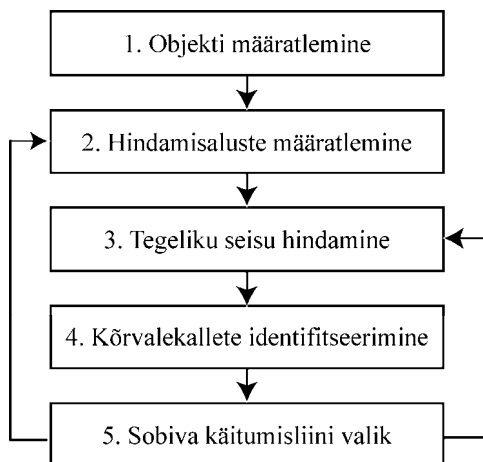 1. Objekti määratlemine
2. Hindamisaluste määratlemine
3. Tegeliku seisu hindamine
4. Kõrvalekallete identifitseerimine
5. Sobiva käitumisliini valik